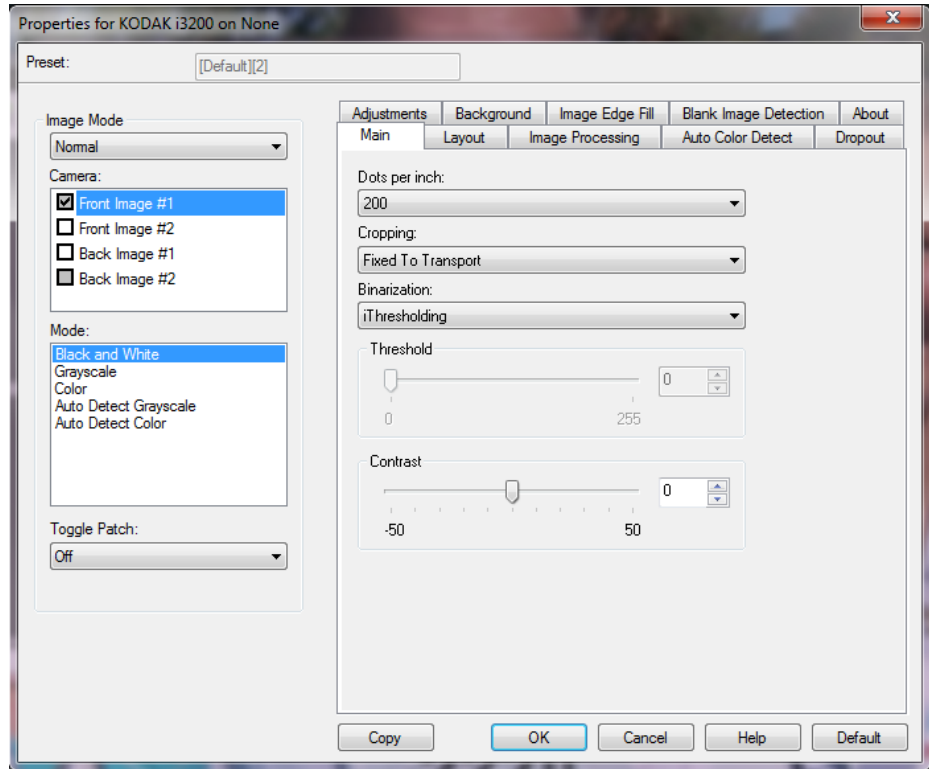 Properties for KODAK i3200 on None
Preset:
[Default][2]
Image Mode
Normal
Camera:
Front Image #1
Front Image #2
Back Image #1
Back Image #2
Mode:
Black and White
Grayscale
Color
Auto Detect Grayscale
Auto Detect Color
Toggle Patch:
Off
Adjustments Background Image Edge Fill Blank Image Detection About
Main Layout Image Processing Auto Color Detect Dropout
Dots per inch:
200
Cropping:
Fixed To Transport
Binarization:
iThresholding
Threshold
0
0 255
Contrast
0
-50 50
Copy OK Cancel Help Default